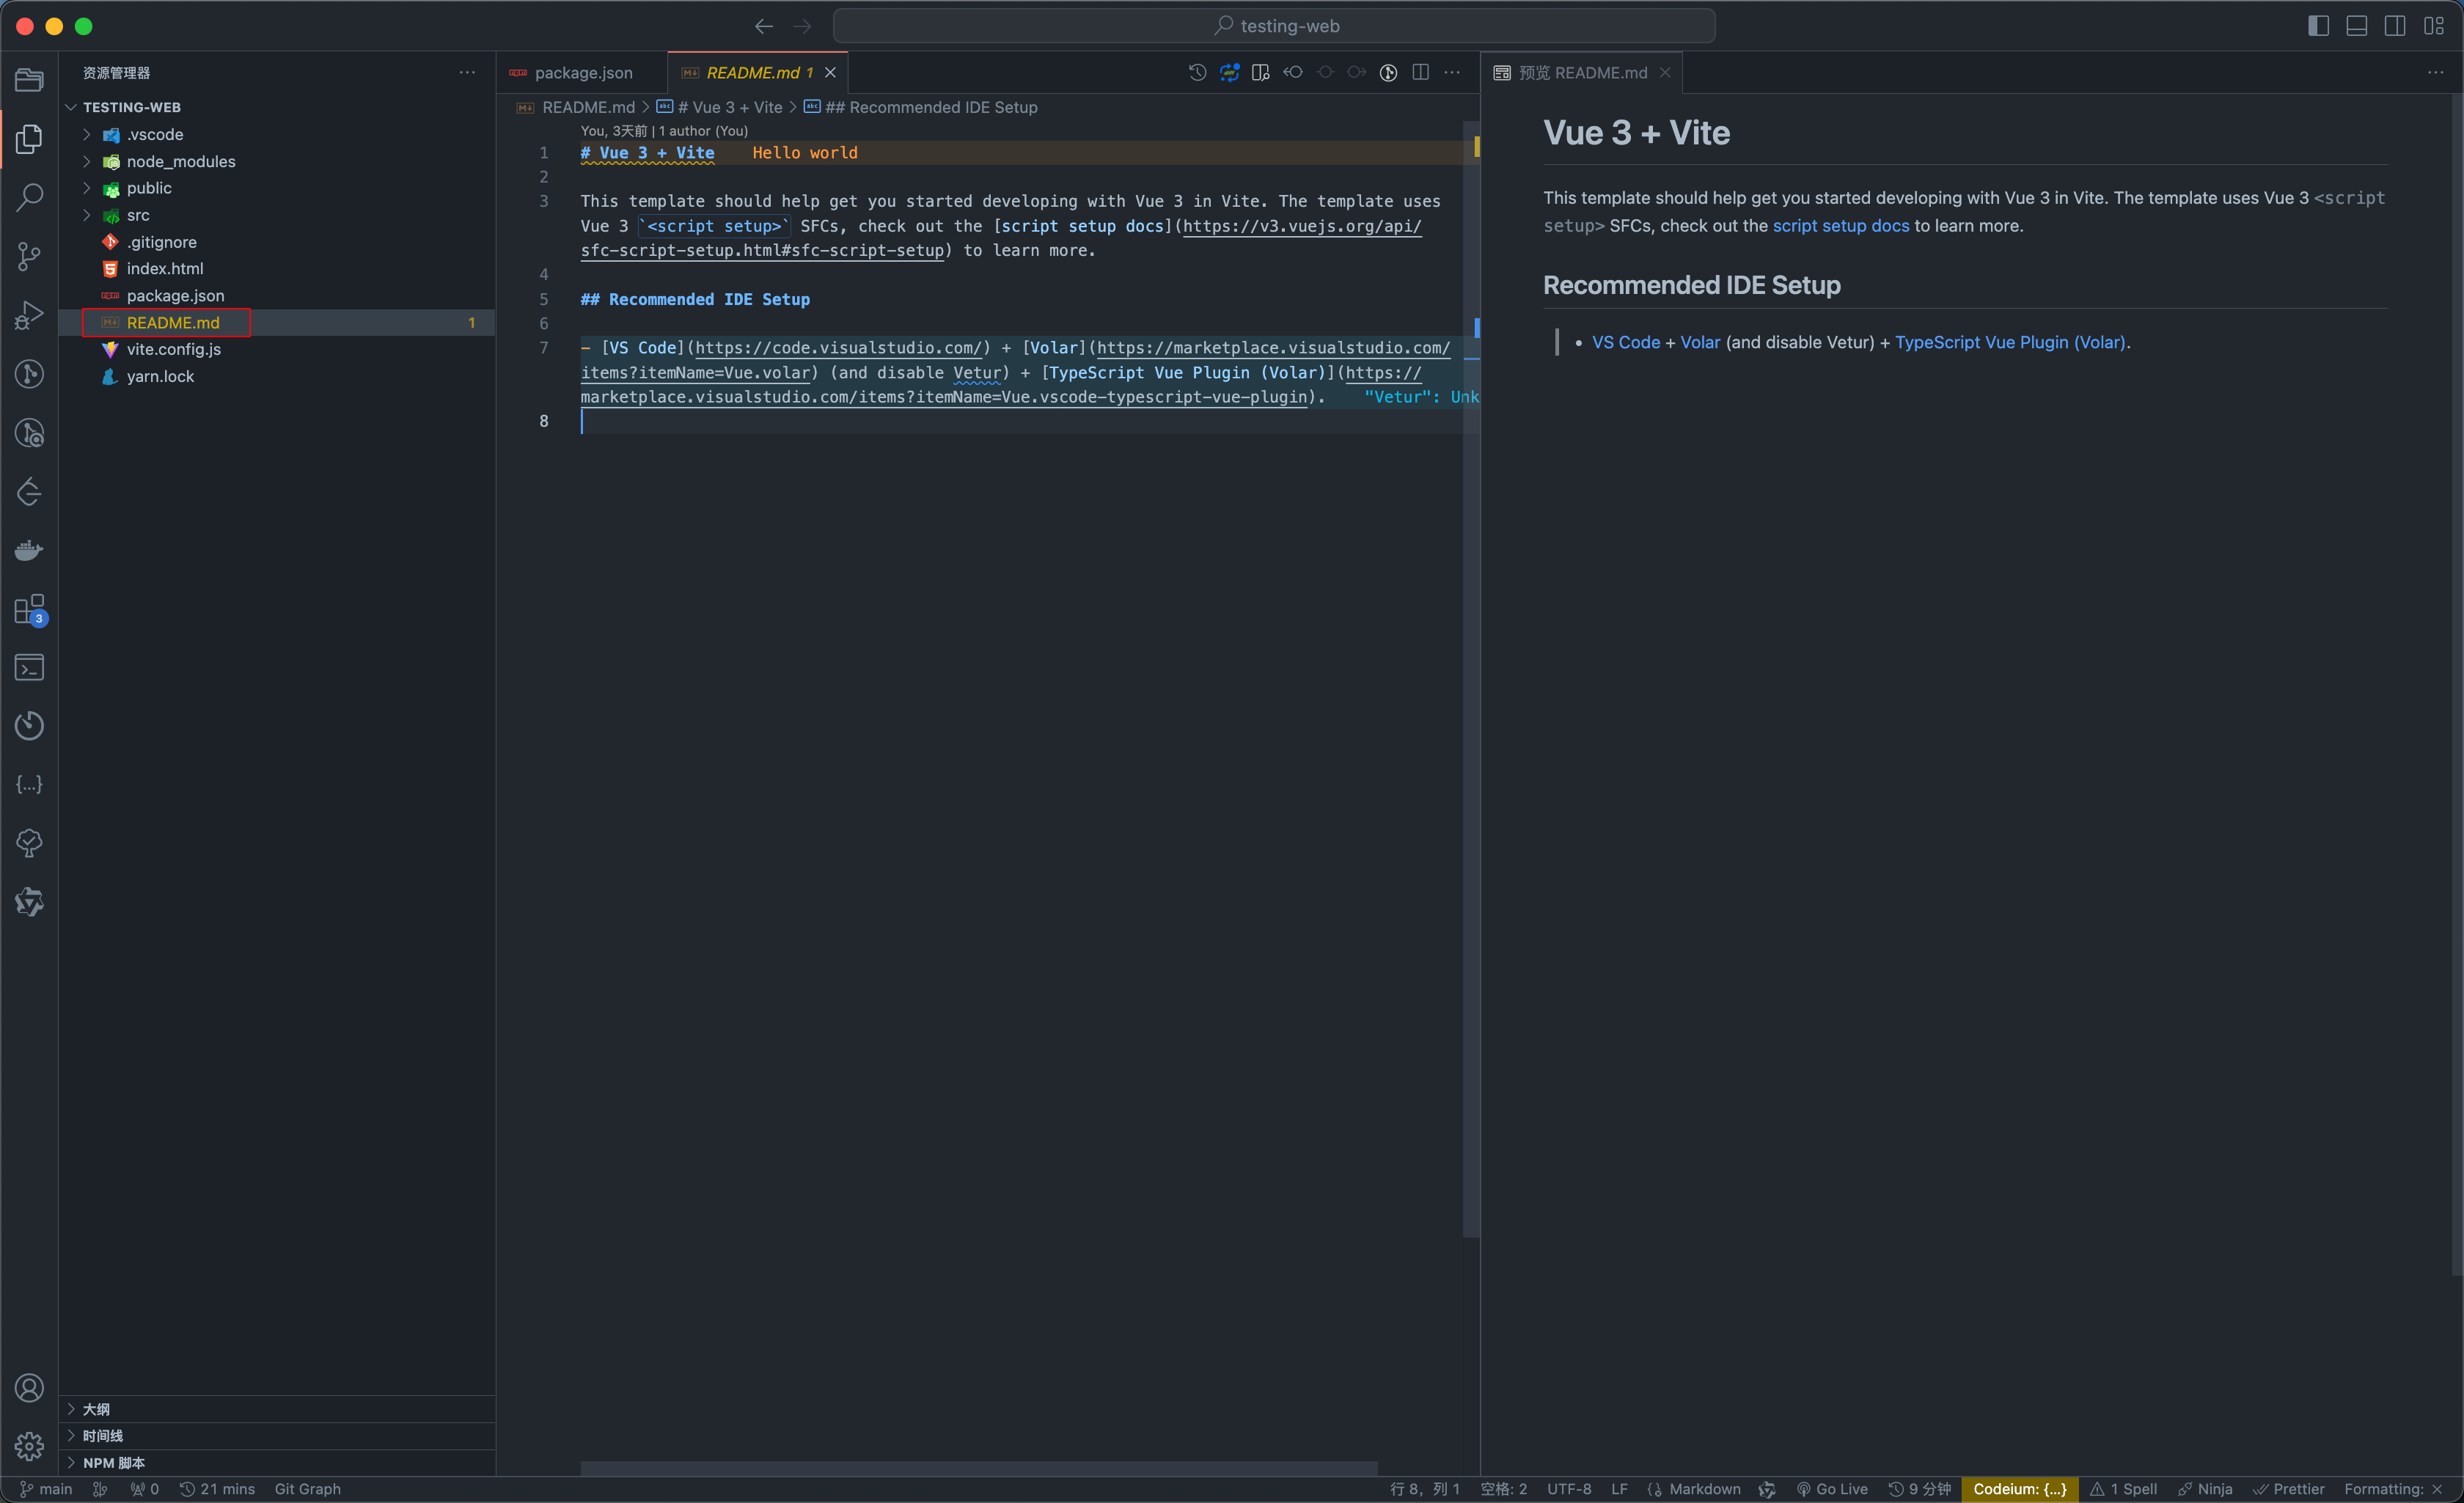 testing-web
资源管理器
TESTING-WEB
.vscode
node_modules
public
src
.gitignore
index.html
package.json
README.md 1
vite.config.js
yarn.lock
大纲
时间线
NPM 脚本
3
package.json
README.md 1
README.md > # Vue 3 + Vite > ## Recommended IDE Setup
You, 3天前 | 1 author (You)
1 # Vue 3 + Vite Hello world
2
3 This template should help get you started developing with Vue 3 in Vite. The template uses
Vue 3 `<script setup>` SFCs, check out the [script setup docs](https://v3.vuejs.org/api/
sfc-script-setup.html#sfc-script-setup) to learn more.
4
5 ## Recommended IDE Setup
6
7 - [VS Code](https://code.visualstudio.com/) + [Volar](https://marketplace.visualstudio.com/
items?itemName=Vue.volar) (and disable Vetur) + [TypeScript Vue Plugin (Volar)](https://
marketplace.visualstudio.com/items?itemName=Vue.vscode-typescript-vue-plugin). "Vetur": Unk
8
预览 README.md
Vue 3 + Vite
This template should help get you started developing with Vue 3 in Vite. The template uses Vue 3 <script
setup> SFCs, check out the script setup docs to learn more.
Recommended IDE Setup
• VS Code + Volar (and disable Vetur) + TypeScript Vue Plugin (Volar).
main 0 21 mins Git Graph 行 8，列 1 空格: 2 UTF-8 LF Markdown Go Live 9 分钟 Codeium: {...} 1 Spell Ninja Prettier Formatting: ×